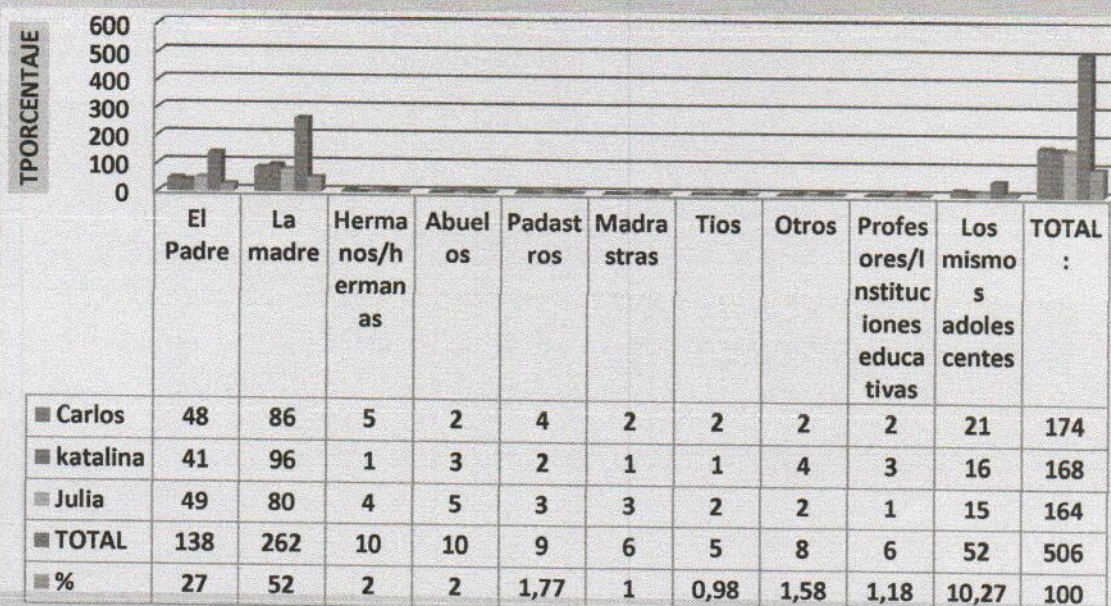 TPORCENTAJE
600
500
400
300
200
100
0
El Padre La madre Herma nos/h erman as Abuel os Padast ros Madra stras Tios Otros Profes ores/I nstituc iones educa tivas Los mismo s adoles centes TOTAL :
Carlos 48 86 5 2 4 2 2 2 2 21 174
katalina 41 96 1 3 2 1 1 4 3 16 168
Julia 49 80 4 5 3 3 2 2 1 15 164
TOTAL 138 262 10 10 9 6 5 8 6 52 506
% 27 52 2 2 1,77 1 0,98 1,58 1,18 10,27 100